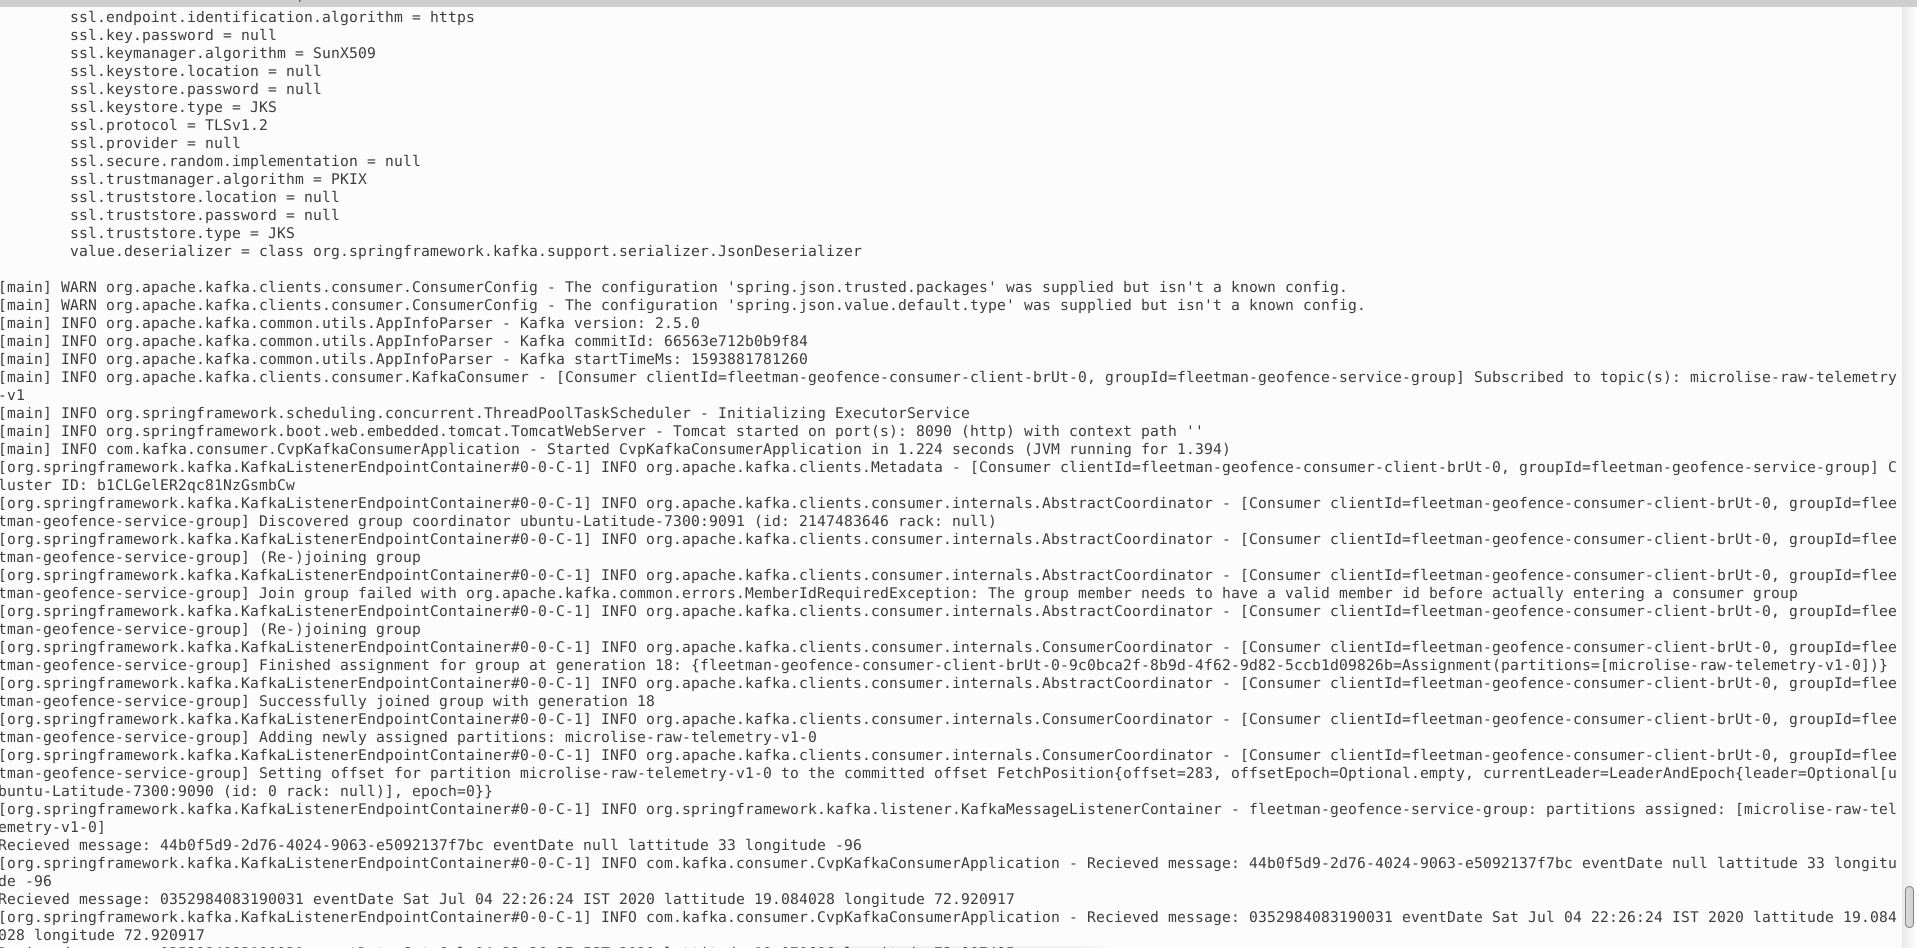 ssl.endpoint.identification.algorithm = https
ssl.key.password = null
ssl.keymanager.algorithm = SunX509
ssl.keystore.location = null
ssl.keystore.password = null
ssl.keystore.type = JKS
ssl.protocol = TLSv1.2
ssl.provider = null
ssl.secure.random.implementation = null
ssl.trustmanager.algorithm = PKIX
ssl.truststore.location = null
ssl.truststore.password = null
ssl.truststore.type = JKS
value.deserializer = class org.springframework.kafka.support.serializer.JsonDeserializer
[main] WARN org.apache.kafka.clients.consumer.ConsumerConfig - The configuration 'spring.json.trusted.packages' was supplied but isn't a known config.
[main] WARN org.apache.kafka.clients.consumer.ConsumerConfig - The configuration 'spring.json.value.default.type' was supplied but isn't a known config.
[main] INFO org.apache.kafka.common.utils.AppInfoParser - Kafka version: 2.5.0
[main] INFO org.apache.kafka.common.utils.AppInfoParser - Kafka commitId: 66563e712b0b9f84
[main] INFO org.apache.kafka.common.utils.AppInfoParser - Kafka startTimeMs: 1593881781260
[main] INFO org.apache.kafka.clients.consumer.KafkaConsumer - [Consumer clientId=fleetman-geofence-consumer-client-brUt-0, groupId=fleetman-geofence-service-group] Subscribed to topic(s): microlise-raw-telemetry
-v1
[main] INFO org.springframework.scheduling.concurrent.ThreadPoolTaskScheduler - Initializing ExecutorService
[main] INFO org.springframework.boot.web.embedded.tomcat.TomcatWebServer - Tomcat started on port(s): 8090 (http) with context path ''
[main] INFO com.kafka.consumer.CvpKafkaConsumerApplication - Started CvpKafkaConsumerApplication in 1.224 seconds (JVM running for 1.394)
[org.springframework.kafka.KafkaListenerEndpointContainer#0-0-C-1] INFO org.apache.kafka.clients.Metadata - [Consumer clientId=fleetman-geofence-consumer-client-brUt-0, groupId=fleetman-geofence-service-group] C
luster ID: b1CLGelER2qc81NzGsmbCw
[org.springframework.kafka.KafkaListenerEndpointContainer#0-0-C-1] INFO org.apache.kafka.clients.consumer.internals.AbstractCoordinator - [Consumer clientId=fleetman-geofence-consumer-client-brUt-0, groupId=flee
tman-geofence-service-group] Discovered group coordinator ubuntu-Latitude-7300:9091 (id: 2147483646 rack: null)
[org.springframework.kafka.KafkaListenerEndpointContainer#0-0-C-1] INFO org.apache.kafka.clients.consumer.internals.AbstractCoordinator - [Consumer clientId=fleetman-geofence-consumer-client-brUt-0, groupId=flee
tman-geofence-service-group] (Re-)joining group
[org.springframework.kafka.KafkaListenerEndpointContainer#0-0-C-1] INFO org.apache.kafka.clients.consumer.internals.AbstractCoordinator - [Consumer clientId=fleetman-geofence-consumer-client-brUt-0, groupId=flee
tman-geofence-service-group] Join group failed with org.apache.kafka.common.errors.MemberIdRequiredException: The group member needs to have a valid member id before actually entering a consumer group
[org.springframework.kafka.KafkaListenerEndpointContainer#0-0-C-1] INFO org.apache.kafka.clients.consumer.internals.AbstractCoordinator - [Consumer clientId=fleetman-geofence-consumer-client-brUt-0, groupId=flee
tman-geofence-service-group] (Re-)joining group
[org.springframework.kafka.KafkaListenerEndpointContainer#0-0-C-1] INFO org.apache.kafka.clients.consumer.internals.ConsumerCoordinator - [Consumer clientId=fleetman-geofence-consumer-client-brUt-0, groupId=flee
tman-geofence-service-group] Finished assignment for group at generation 18: {fleetman-geofence-consumer-client-brUt-0-9c0bca2f-8b9d-4f62-9d82-5ccb1d09826b=Assignment(partitions=[microlise-raw-telemetry-v1-0])}
[org.springframework.kafka.KafkaListenerEndpointContainer#0-0-C-1] INFO org.apache.kafka.clients.consumer.internals.AbstractCoordinator - [Consumer clientId=fleetman-geofence-consumer-client-brUt-0, groupId=flee
tman-geofence-service-group] Successfully joined group with generation 18
[org.springframework.kafka.KafkaListenerEndpointContainer#0-0-C-1] INFO org.apache.kafka.clients.consumer.internals.ConsumerCoordinator - [Consumer clientId=fleetman-geofence-consumer-client-brUt-0, groupId=flee
tman-geofence-service-group] Adding newly assigned partitions: microlise-raw-telemetry-v1-0
[org.springframework.kafka.KafkaListenerEndpointContainer#0-0-C-1] INFO org.apache.kafka.clients.consumer.internals.ConsumerCoordinator - [Consumer clientId=fleetman-geofence-consumer-client-brUt-0, groupId=flee
tman-geofence-service-group] Setting offset for partition microlise-raw-telemetry-v1-0 to the committed offset FetchPosition{offset=283, offsetEpoch=Optional.empty, currentLeader=LeaderAndEpoch{leader=Optional[u
buntu-Latitude-7300:9090 (id: 0 rack: null)], epoch=0}}
[org.springframework.kafka.KafkaListenerEndpointContainer#0-0-C-1] INFO org.springframework.kafka.listener.KafkaMessageListenerContainer - fleetman-geofence-service-group: partitions assigned: [microlise-raw-tel
emetry-v1-0]
Recieved message: 44b0f5d9-2d76-4024-9063-e5092137f7bc eventDate null lattitude 33 longitude -96
[org.springframework.kafka.KafkaListenerEndpointContainer#0-0-C-1] INFO com.kafka.consumer.CvpKafkaConsumerApplication - Recieved message: 44b0f5d9-2d76-4024-9063-e5092137f7bc eventDate null lattitude 33 longitu
de -96
Recieved message: 0352984083190031 eventDate Sat Jul 04 22:26:24 IST 2020 lattitude 19.084028 longitude 72.920917
[org.springframework.kafka.KafkaListenerEndpointContainer#0-0-C-1] INFO com.kafka.consumer.CvpKafkaConsumerApplication - Recieved message: 0352984083190031 eventDate Sat Jul 04 22:26:24 IST 2020 lattitude 19.084
028 longitude 72.920917